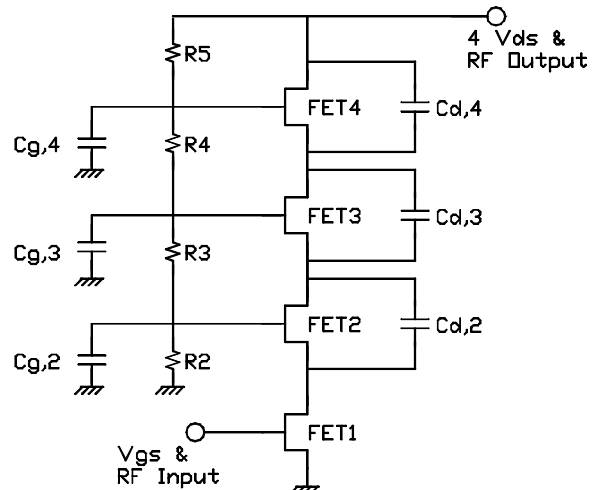 4 Vds &
RF Output
R5
FET4
Cd,4
Cg,4
R4
FET3
Cd,3
Cg,3
R3
FET2
Cd,2
Cg,2
R2
FET1
Vgs &
RF Input